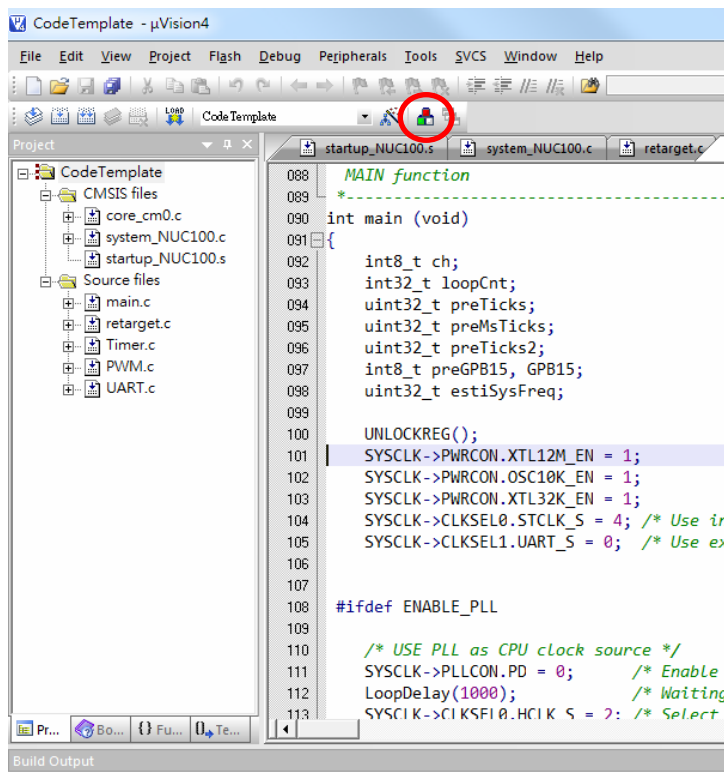 CodeTemplate - µVision4
File Edit View Project Flash Debug Peripherals Tools SVCS Window Help
LOAD CodeTemplate
Project
startup_NUC100.s system_NUC100.c retarget.c
CodeTemplate
CMSIS files
core_cm0.c
system_NUC100.c
startup_NUC100.s
Source files
main.c
retarget.c
Timer.c
PWM.c
UART.c
088 MAIN function
089 *----------------------------------------
090 int main (void)
091 {
092 int8_t ch;
093 int32_t loopCnt;
094 uint32_t preTicks;
095 uint32_t preMsTicks;
096 uint32_t preTicks2;
097 int8_t preGPB15, GPB15;
098 uint32_t estiSysFreq;
099
100 UNLOCKREG();
101 SYSCLK->PWRCON.XTL12M_EN = 1;
102 SYSCLK->PWRCON.OSC10K_EN = 1;
103 SYSCLK->PWRCON.XTL32K_EN = 1;
104 SYSCLK->CLKSEL0.STCLK_S = 4; /* Use in
105 SYSCLK->CLKSEL1.UART_S = 0; /* Use ex
106
107
108 #ifdef ENABLE_PLL
109
110 /* USE PLL as CPU clock source */
111 SYSCLK->PLLCON.PD = 0; /* Enable
112 LoopDelay(1000); /* Waiting
113 SYSCLK->CLKSEL0.HCLK_S = 2; /* Select
Pr... Bo... {} Fu... Te...
Build Output